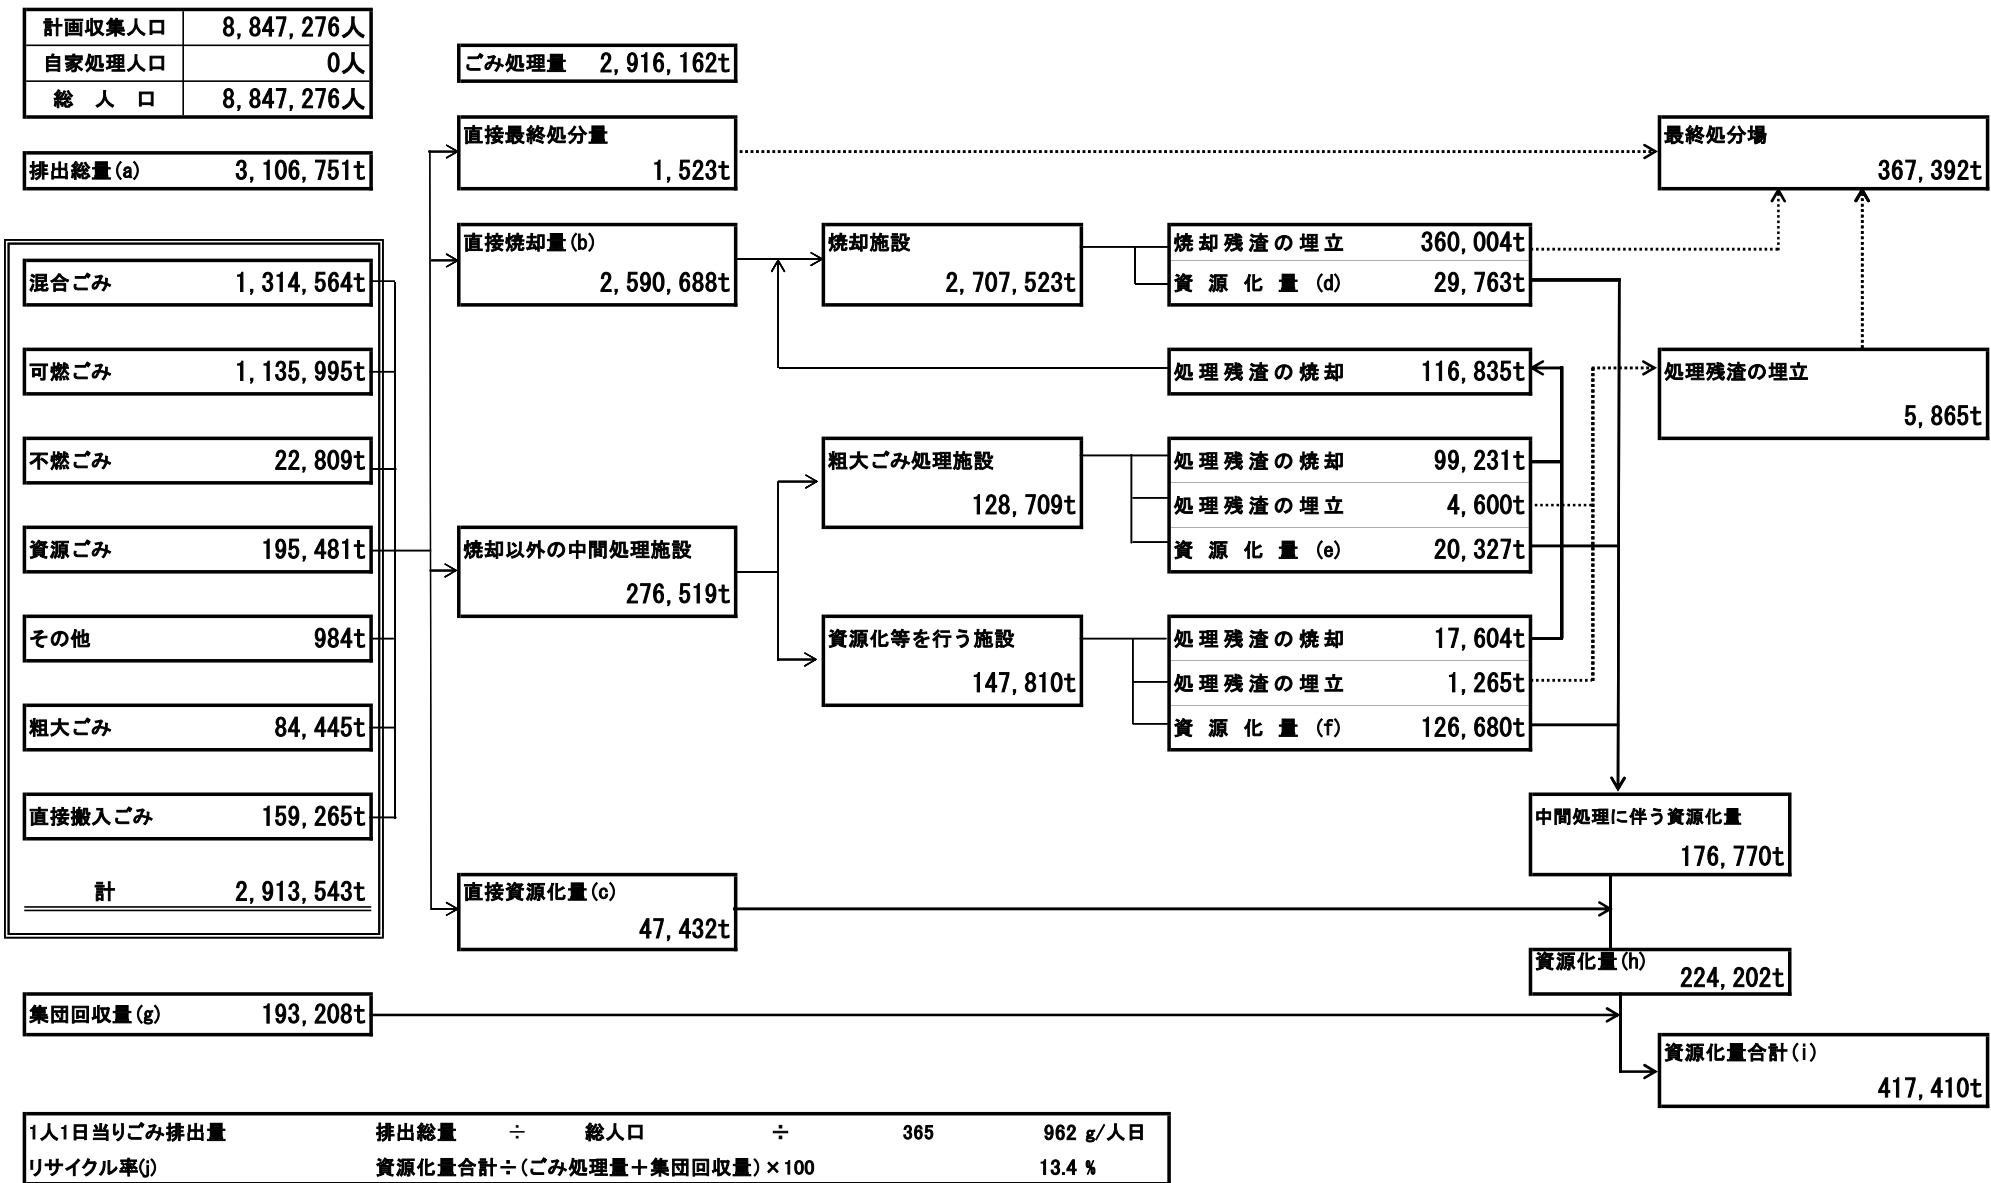 計画収集人口 8,847,276人
自家処理人口 0人
総 人 口 8,847,276人
排出総量(a) 3,106,751t
混合ごみ 1,314,564t
可燃ごみ 1,135,995t
不燃ごみ 22,809t
資源ごみ 195,481t
その他 984t
粗大ごみ 84,445t
直接搬入ごみ 159,265t
計 2,913,543t
集団回収量(g) 193,208t
ごみ処理量 2,916,162t
直接最終処分量
1,523t
直接焼却量(b)
2,590,688t
焼却以外の中間処理施設
276,519t
直接資源化量(c)
47,432t
焼却施設
2,707,523t
粗大ごみ処理施設
128,709t
資源化等を行う施設
147,810t
焼却残渣の埋立 360,004t
資 源 化 量 (d) 29,763t
処理残渣の焼却 116,835t
処理残渣の焼却 99,231t
処理残渣の埋立 4,600t
資 源 化 量 (e) 20,327t
処理残渣の焼却 17,604t
処理残渣の埋立 1,265t
資 源 化 量 (f) 126,680t
最終処分場
367,392t
処理残渣の埋立
5,865t
中間処理に伴う資源化量
176,770t
資源化量(h) 224,202t
資源化量合計(i)
417,410t
1人1日当りごみ排出量 排出総量 ÷ 総人口 ÷ 365 962 g/人日
リサイクル率(j) 資源化量合計÷(ごみ処理量＋集団回収量)×100 13.4 %